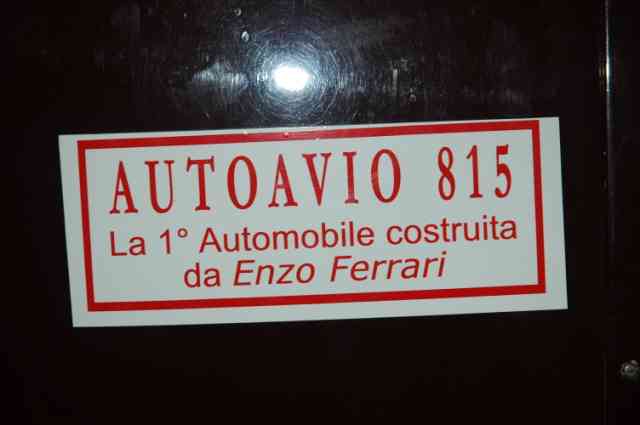 AUTOAVIO 815
La 1° Automobile costruita
da Enzo Ferrari